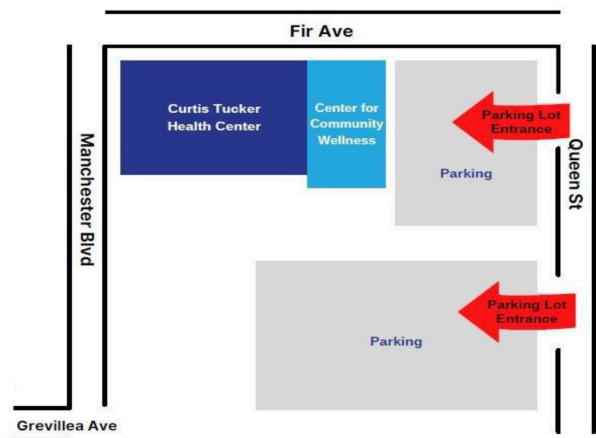 Fir Ave
Curtis Tucker
Health Center
Center for
Community
Wellness
Parking Lot
Entrance
Parking
Manchester Blvd
Queen St
Parking Lot
Entrance
Parking
Grevillea Ave